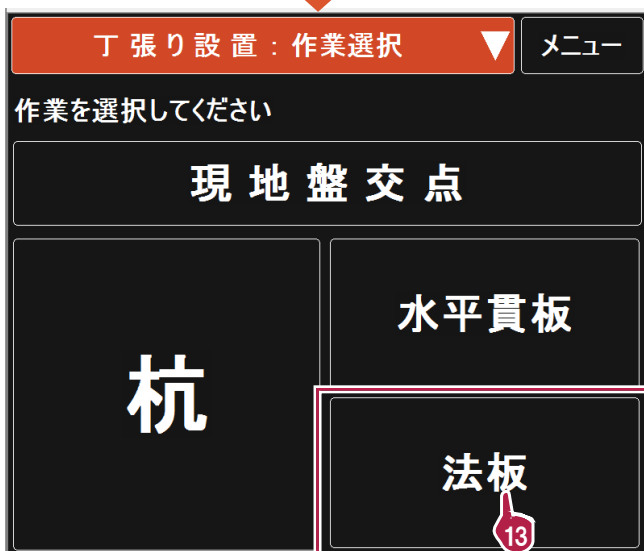 丁張り設置：作業選択 ▼ メニュー
作業を選択してください
現地盤交点
杭
水平貫板
法板
13